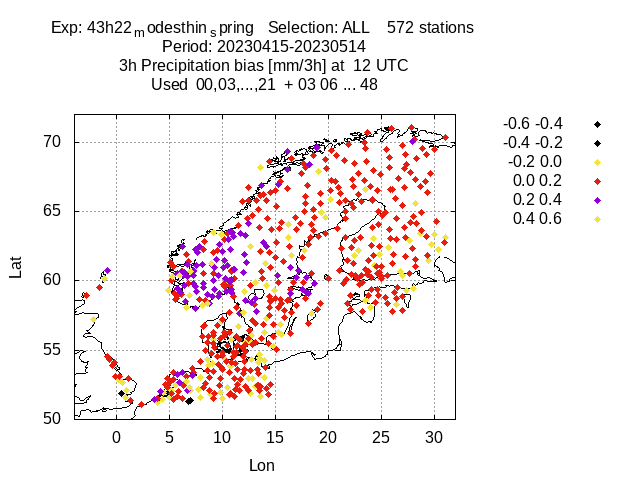 Exp: 43h22modesthinspring Selection: ALL 572 stations
Period: 20230415-20230514
3h Precipitation bias [mm/3h] at 12 UTC
Used 00,03,...,21 + 03 06 ... 48
-0.6 -0.4
-0.4 -0.2
-0.2 0.0
0.0 0.2
0.2 0.4
0.4 0.6
70
65
60
55
50
Lat
0 5 10 15 20 25 30
Lon